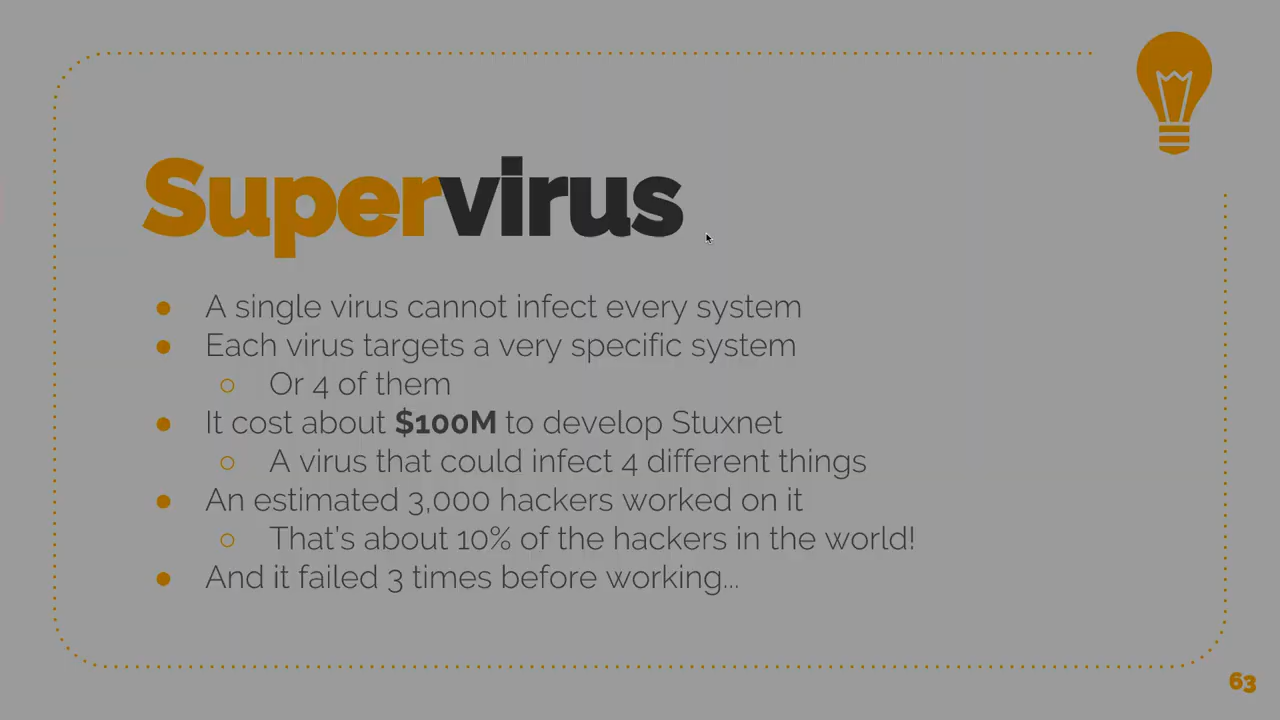 Supervirus
● A single virus cannot infect every system
● Each virus targets a very specific system
○ Or 4 of them
● It cost about $100M to develop Stuxnet
○ A virus that could infect 4 different things
● An estimated 3,000 hackers worked on it
○ That's about 10% of the hackers in the world!
● And it failed 3 times before working...
63